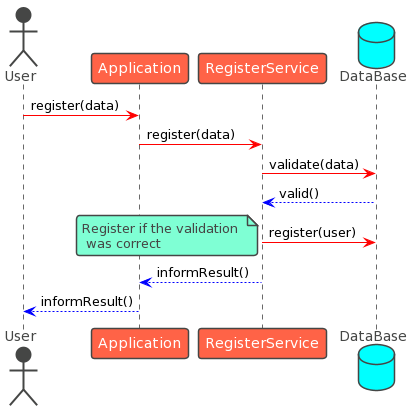 User
Application
RegisterService
DataBase
register(data)
register(data)
validate(data)
valid()
Register if the validation
was correct
register(user)
informResult()
informResult()
User
Application
RegisterService
DataBase